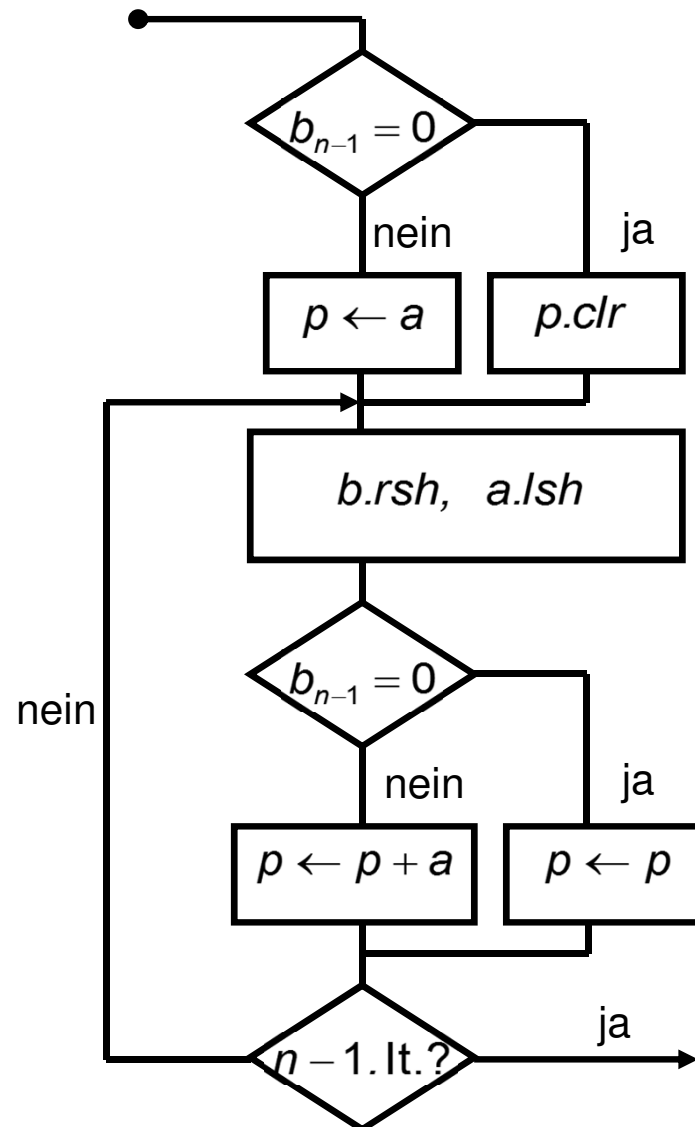 b_{n−1} = 0
nein
ja
p ← a
p.clr
b.rsh, a.lsh
b_{n−1} = 0
nein
nein
ja
p ← p + a
p ← p
n − 1. It.?
ja